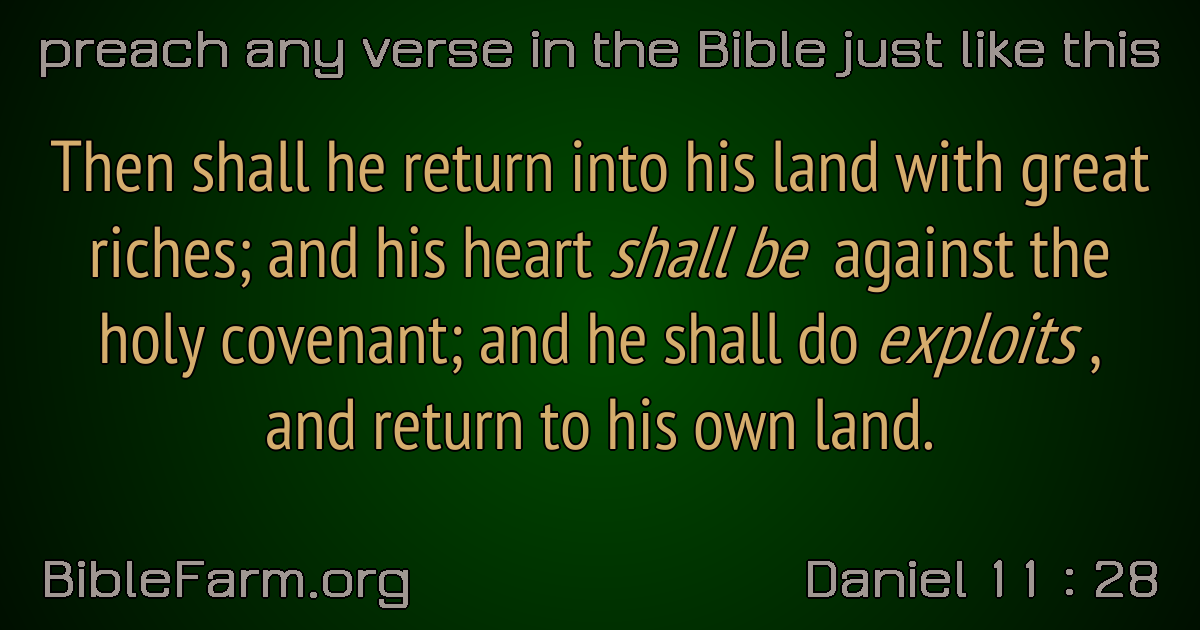 preach any verse in the Bible just like this
Then shall he return into his land with great
riches; and his heart shall be against the
holy covenant; and he shall do exploits ,
and return to his own land.
BibleFarm.org
Daniel 11 : 28